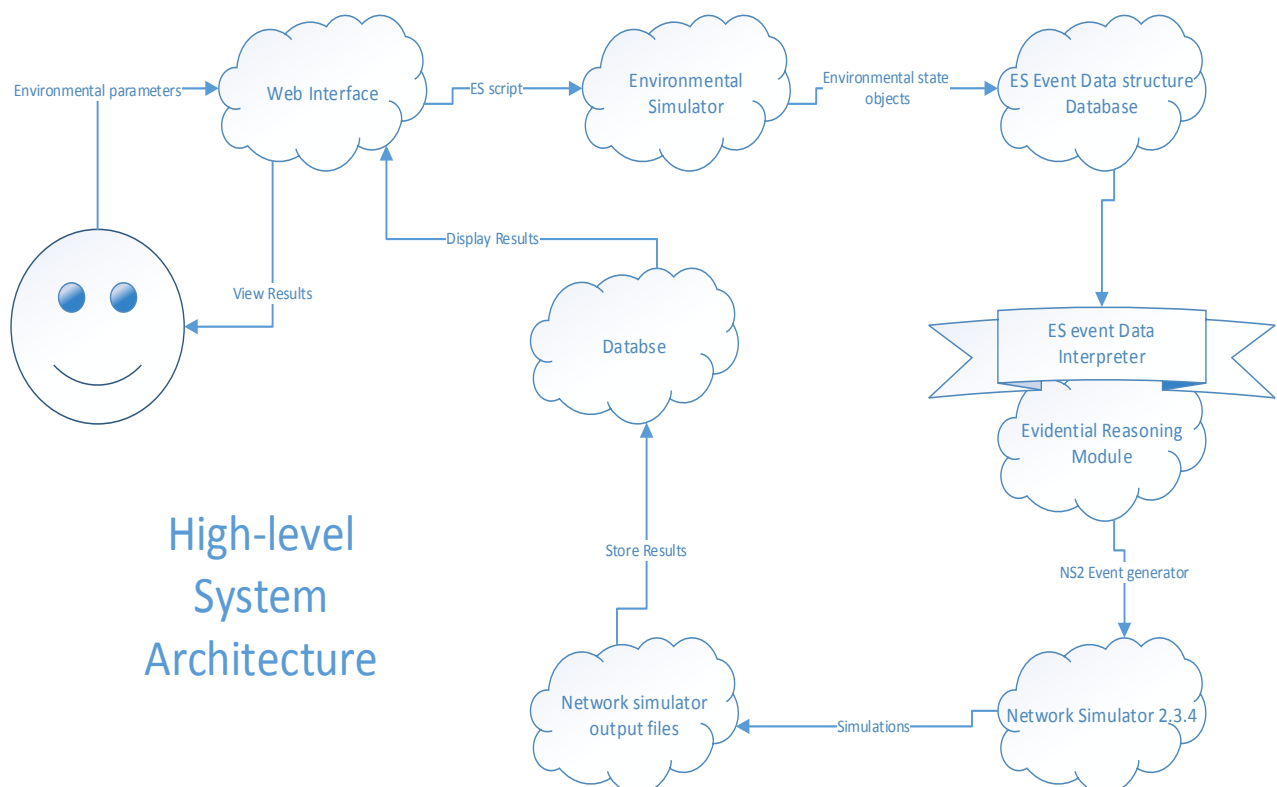 Environmental parameters
Web Interface
ES script
Environmental
Simulator
Environmental state
objects
ES Event Data structure
Database
Display Results
View Results
Databse
ES event Data
Interpreter
Evidential Reasoning
Module
High-level
System
Architecture
Store Results
NS2 Event generator
Network simulator
output files
Simulations
Network Simulator 2.3.4